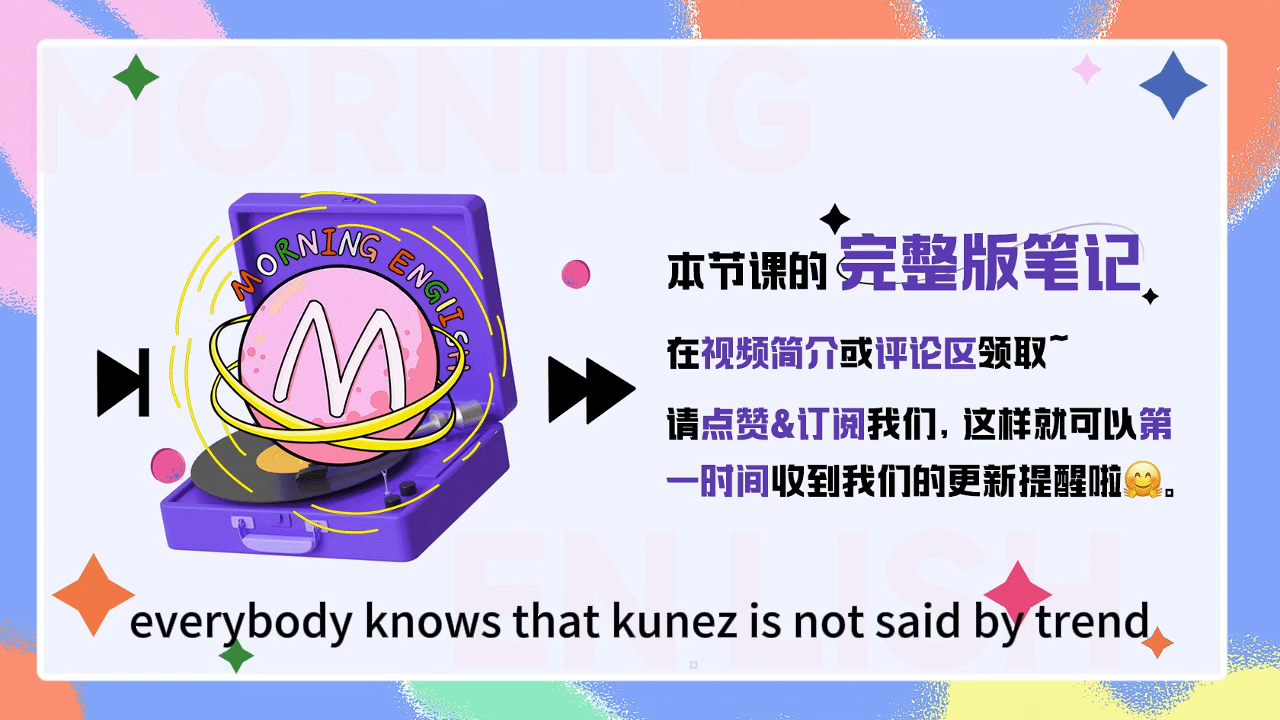 MORNING
MORNING ENGlISH
M
本节课的 完整版笔记
在视频简介或评论区领取~
请点赞&订阅我们, 这样就可以第
一时间收到我们的更新提醒啦🤗。
EN LISH
everybody knows that kunez is not said by trend